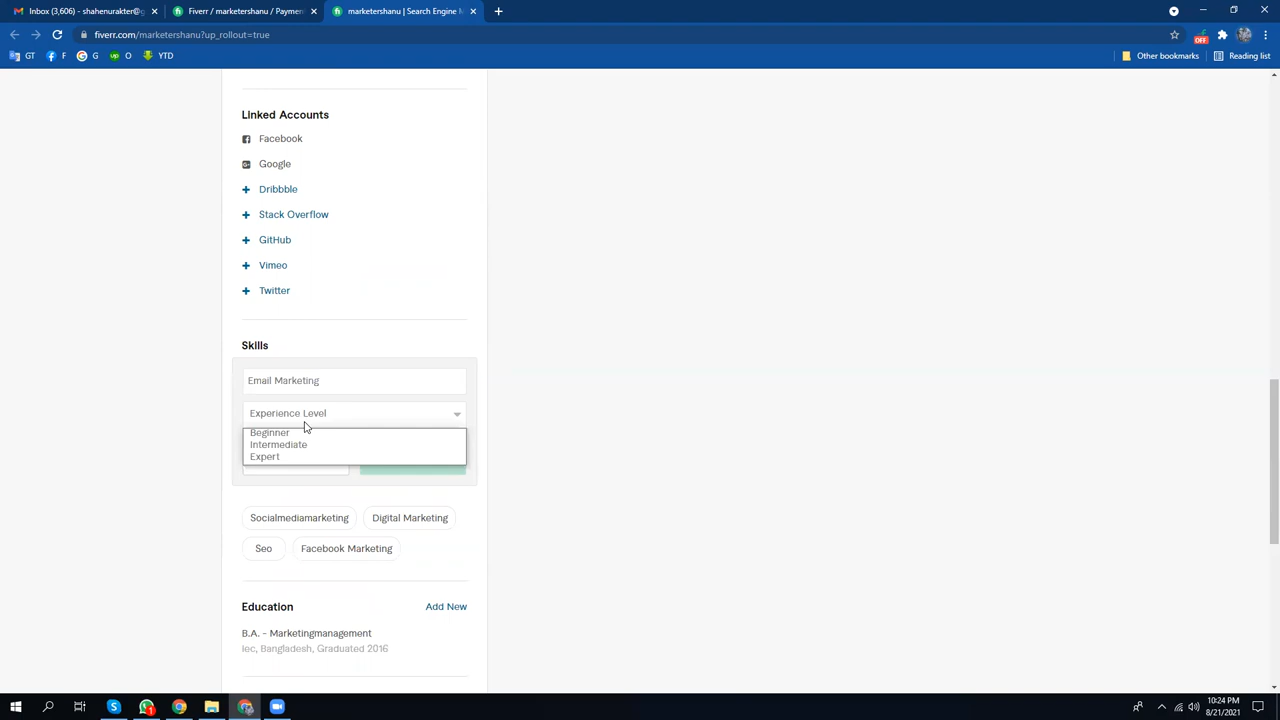 Inbox (3,606) - shahenurakter@g
Fiverr / marketershanu / Paymen
marketershanu | Search Engine M
fiverr.com/marketershanu?up_rollout=true
OFF
GT
F
G
O
YTD
Other bookmarks
Reading list
Linked Accounts
Facebook
Google
Dribbble
Stack Overflow
GitHub
Vimeo
Twitter
Skills
Email Marketing
Experience Level
Beginner
Intermediate
Expert
Socialmediamarketing
Digital Marketing
Seo
Facebook Marketing
Education
Add New
B.A. - Marketingmanagement
Iec, Bangladesh, Graduated 2016
10:24 PM
8/21/2021